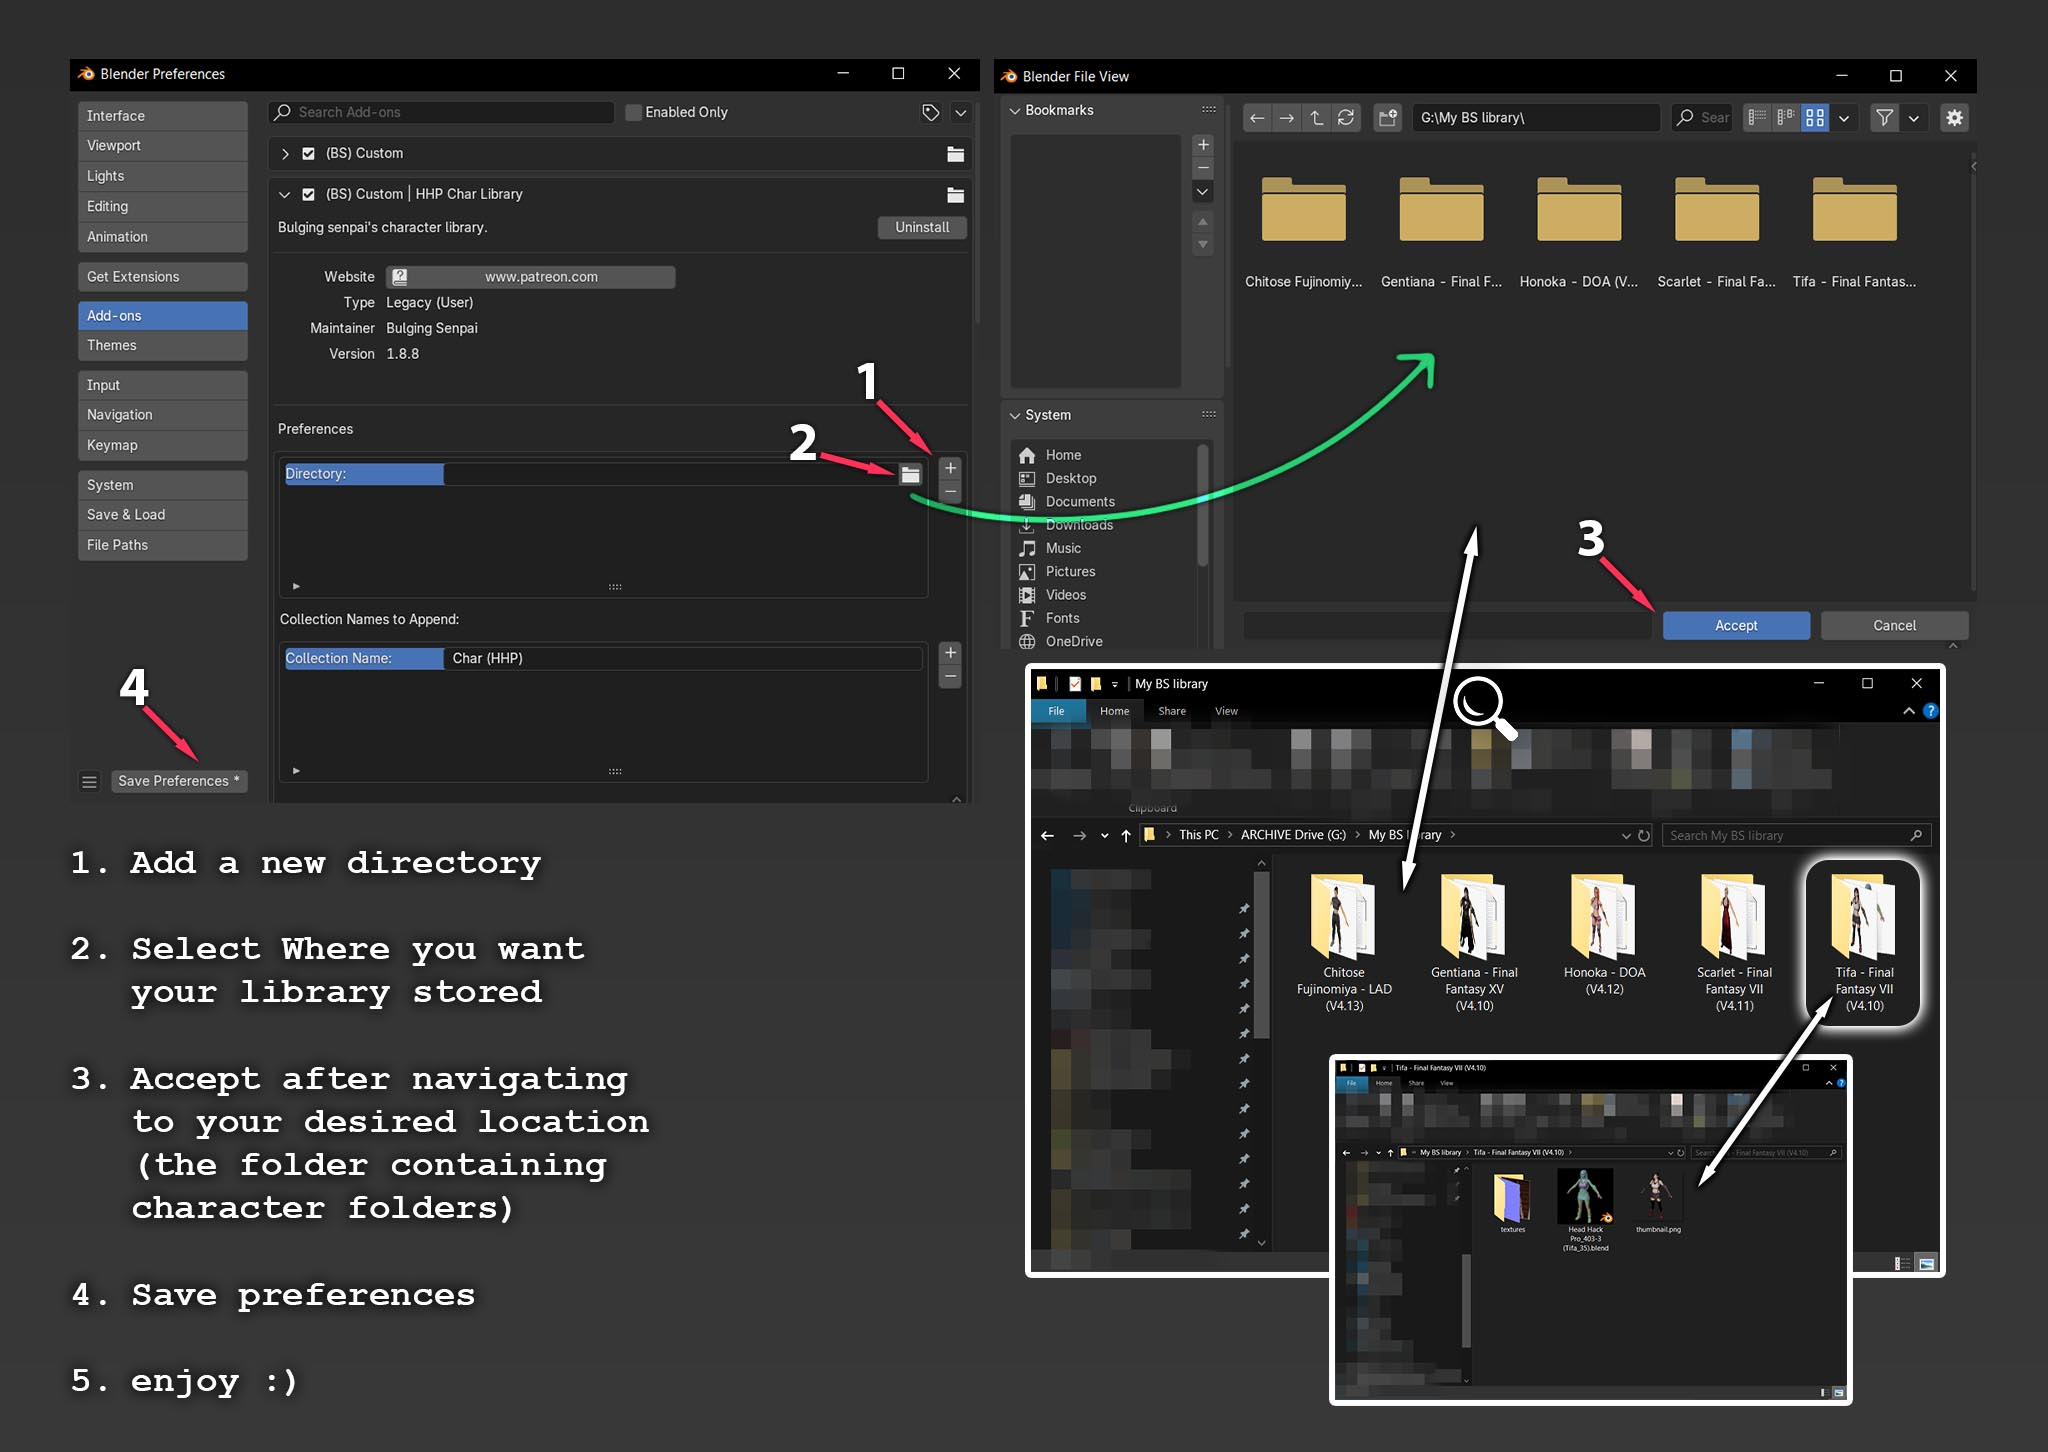 Blender Preferences
Interface
Viewport
Lights
Editing
Animation
Get Extensions
Add-ons
Themes
Input
Navigation
Keymap
System
Save & Load
File Paths
Save Preferences *
Search Add-ons
Enabled Only
(BS) Custom
(BS) Custom | HHP Char Library
Bulging senpai's character library.
Uninstall
Website www.patreon.com
Type Legacy (User)
Maintainer Bulging Senpai
Version 1.8.8
Preferences
1
2
Directory:
Collection Names to Append:
Collection Name: Char (HHP)
4
Blender File View
Bookmarks
G:\My BS library\
Sear
Chitose Fujinomiy...
Gentiana - Final F...
Honoka - DOA (V...
Scarlet - Final Fa...
Tifa - Final Fantas...
System
Home
Desktop
Documents
Downloads
Music
Pictures
Videos
Fonts
OneDrive
3
Accept
Cancel
My BS library
File Home Share View
Clipboard
This PC > ARCHIVE Drive (G:) > My BS library >
Search My BS library
Chitose
Fujinomiya - LAD
(V4.13)
Gentiana - Final
Fantasy XV
(V4.10)
Honoka - DOA
(V4.12)
Scarlet - Final
Fantasy VII
(V4.11)
Tifa - Final
Fantasy VII
(V4.10)
Tifa - Final Fantasy VII (V4.10)
File Home Share View
My BS library > Tifa - Final Fantasy VII (V4.10) >
Search Tifa - Final Fantasy VII (V4.10)
textures
Head Hack
Pro_403-3
(Tifa_35).blend
thumbnail.png
1. Add a new directory
2. Select Where you want
your library stored
3. Accept after navigating
to your desired location
(the folder containing
character folders)
4. Save preferences
5. enjoy :)